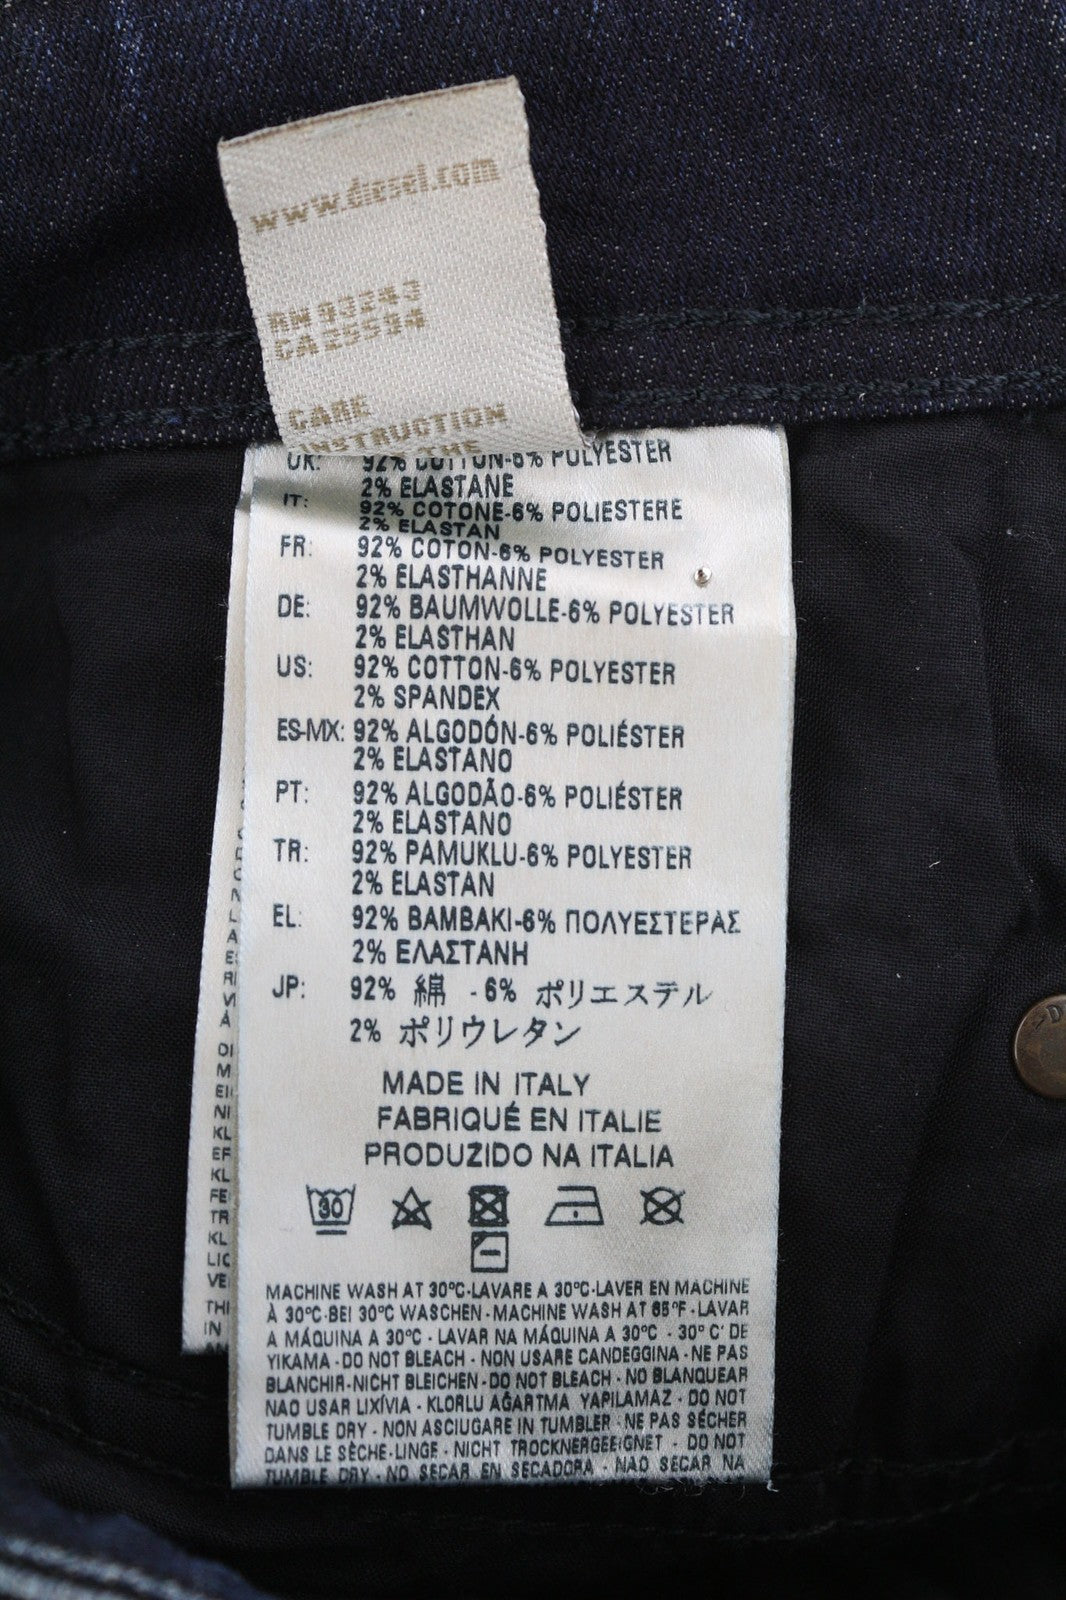 www.diesel.com
RN 93243
CA 25594
CARE
INSTRUCTION
THE
UK: 92% COTTON-6% POLYESTER
2% ELASTANE
IT: 92% COTONE-6% POLIESTERE
2% ELASTAN
FR: 92% COTON-6% POLYESTER
2% ELASTHANNE
DE: 92% BAUMWOLLE-6% POLYESTER
2% ELASTHAN
US: 92% COTTON-6% POLYESTER
2% SPANDEX
ES-MX: 92% ALGODÓN-6% POLIÉSTER
2% ELASTANO
PT: 92% ALGODÃO-6% POLIÉSTER
2% ELASTANO
TR: 92% PAMUKLU-6% POLYESTER
2% ELASTAN
EL: 92% BAMBAKI-6% ΠΟΛΥΕΣΤΕΡΑΣ
2% ΕΛΑΣΤΑΝΗ
JP: 92% 綿 - 6% ポリエステル
2% ポリウレタン
MADE IN ITALY
FABRIQUÉ EN ITALIE
PRODUZIDO NA ITALIA
30
MACHINE WASH AT 30°C-LAVARE A 30°C-LAVER EN MACHINE
À 30°C-BEI 30°C WASCHEN - MACHINE WASH AT 85°F - LAVAR
A MÁQUINA A 30°C - LAVAR NA MÁQUINA A 30°C - 30° C' DE
YIKAMA - DO NOT BLEACH - NON USARE CANDEGGINA - NE PAS
BLANCHIR-NICHT BLEICHEN - DO NOT BLEACH - NO BLANQUEAR
NAO USAR LIXÍVIA - KLORLU AĞARTMA YAPILAMAZ - DO NOT
TUMBLE DRY - NON ASCIUGARE IN TUMBLER - NE PAS SÉCHER
DANS LE SÈCHE-LINGE - NICHT TROCKNERGEEIGNET - DO NOT
TUMBLE DRY - NO SECAR EN SECADORA - NAO SECAR NA